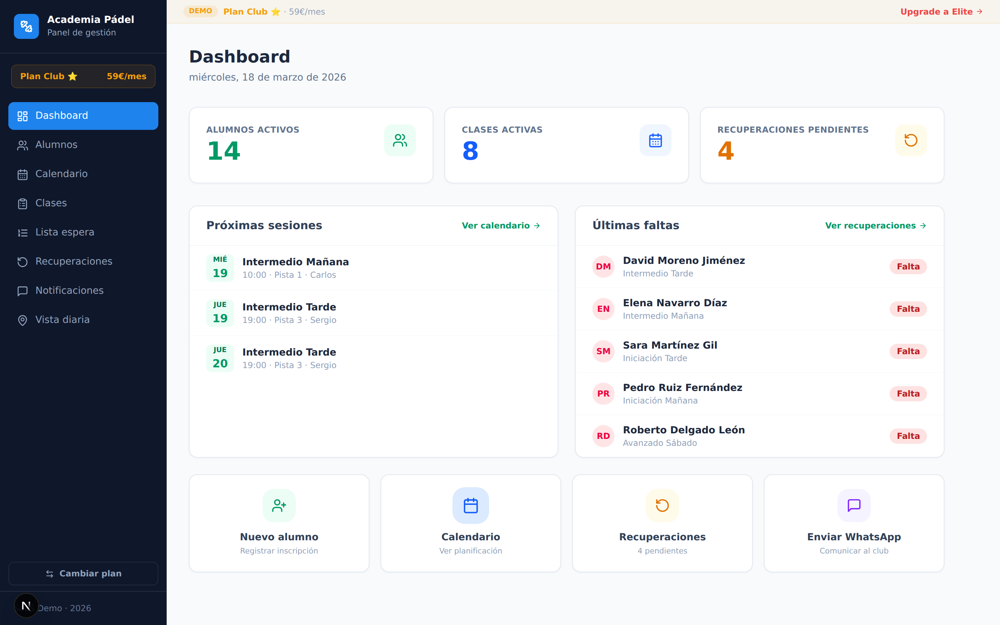 Academia Pádel
Panel de gestión
Plan Club ⭐ 59€/mes
Dashboard
Alumnos
Calendario
Clases
Lista espera
Recuperaciones
Notificaciones
Vista diaria
Cambiar plan
Demo · 2026
DEMO Plan Club ⭐ · 59€/mes
Upgrade a Elite →
Dashboard
miércoles, 18 de marzo de 2026
ALUMNOS ACTIVOS
14
CLASES ACTIVAS
8
RECUPERACIONES PENDIENTES
4
Próximas sesiones
Ver calendario →
MIÉ
19
Intermedio Mañana
10:00 · Pista 1 · Carlos
JUE
19
Intermedio Tarde
19:00 · Pista 3 · Sergio
JUE
20
Intermedio Tarde
19:00 · Pista 3 · Sergio
Últimas faltas
Ver recuperaciones →
DM
David Moreno Jiménez
Intermedio Tarde
Falta
EN
Elena Navarro Díaz
Intermedio Mañana
Falta
SM
Sara Martínez Gil
Iniciación Tarde
Falta
PR
Pedro Ruiz Fernández
Iniciación Mañana
Falta
RD
Roberto Delgado León
Avanzado Sábado
Falta
Nuevo alumno
Registrar inscripción
Calendario
Ver planificación
Recuperaciones
4 pendientes
Enviar WhatsApp
Comunicar al club